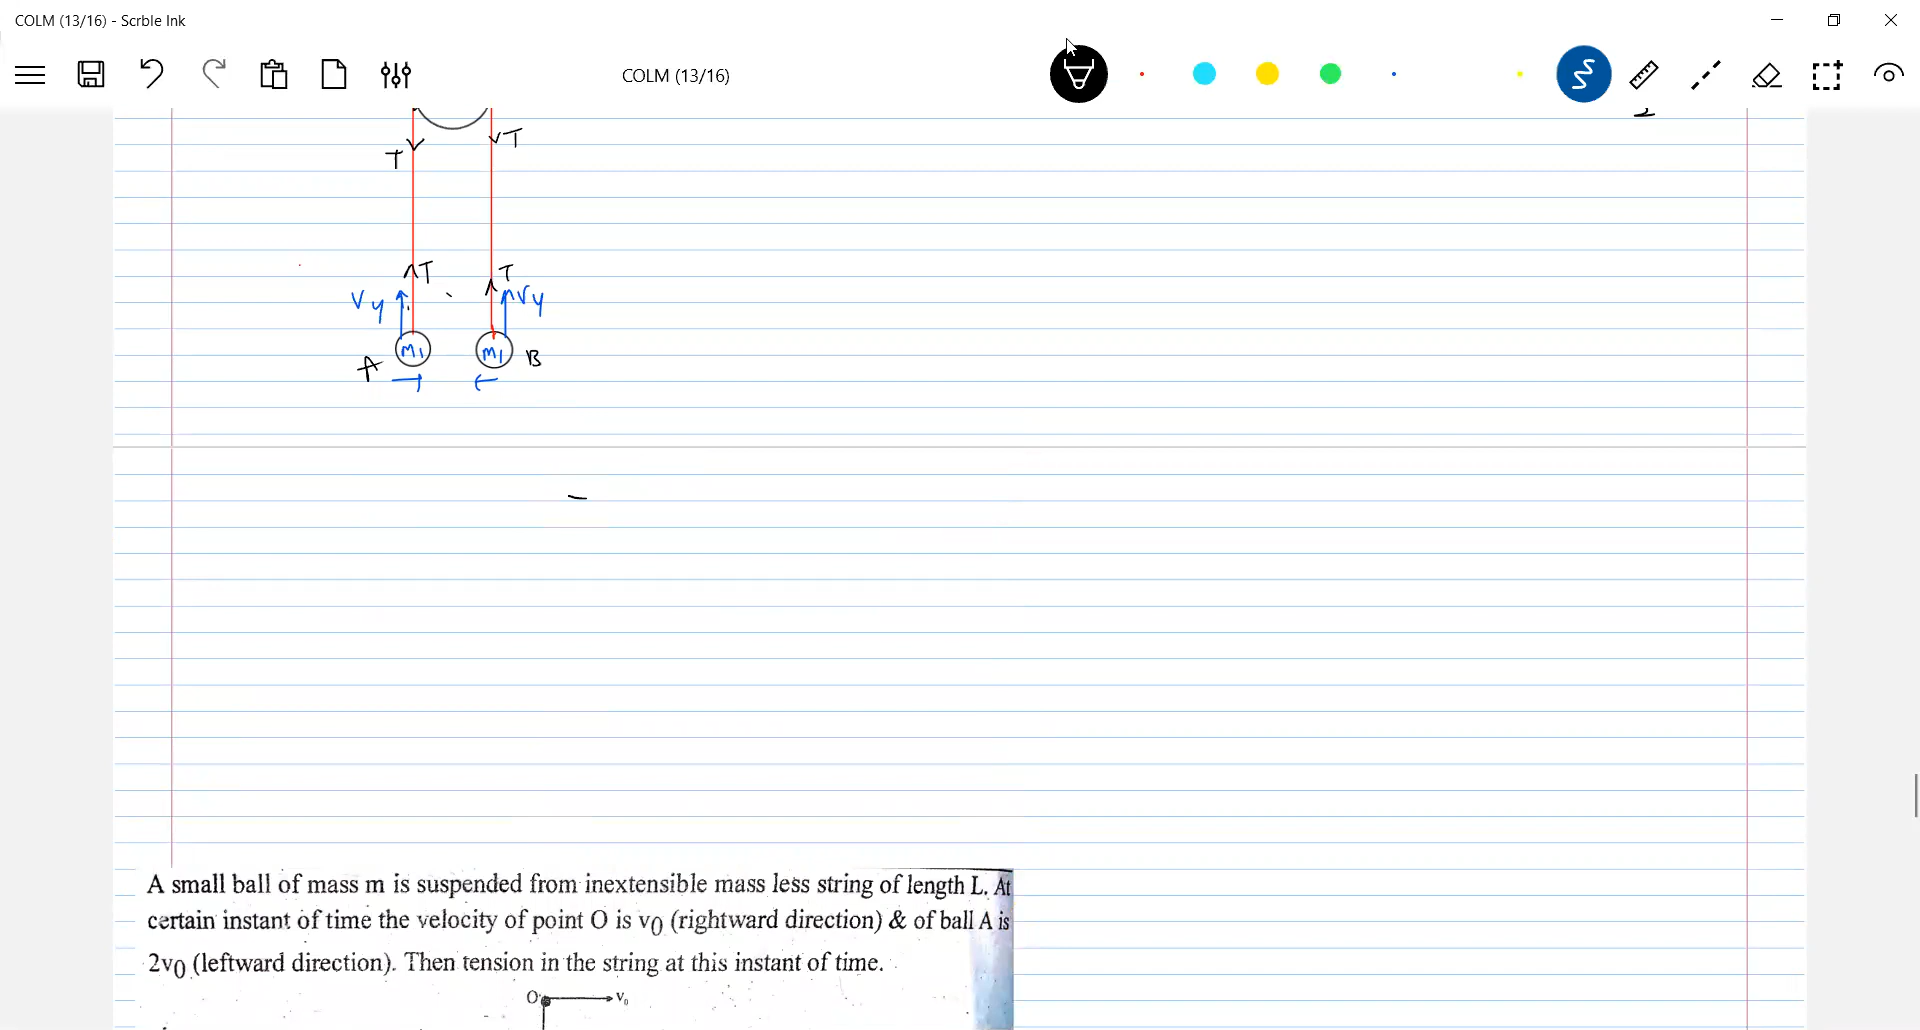 COLM (13/16) - Scrble Ink
COLM (13/16)
2
T T
T T
Vy Vy
A M1 M1 B
A small ball of mass m is suspended from inextensible mass less string of length L. At
certain instant of time the velocity of point O is v0 (rightward direction) & of ball A is
2v0 (leftward direction). Then tension in the string at this instant of time.
O v0